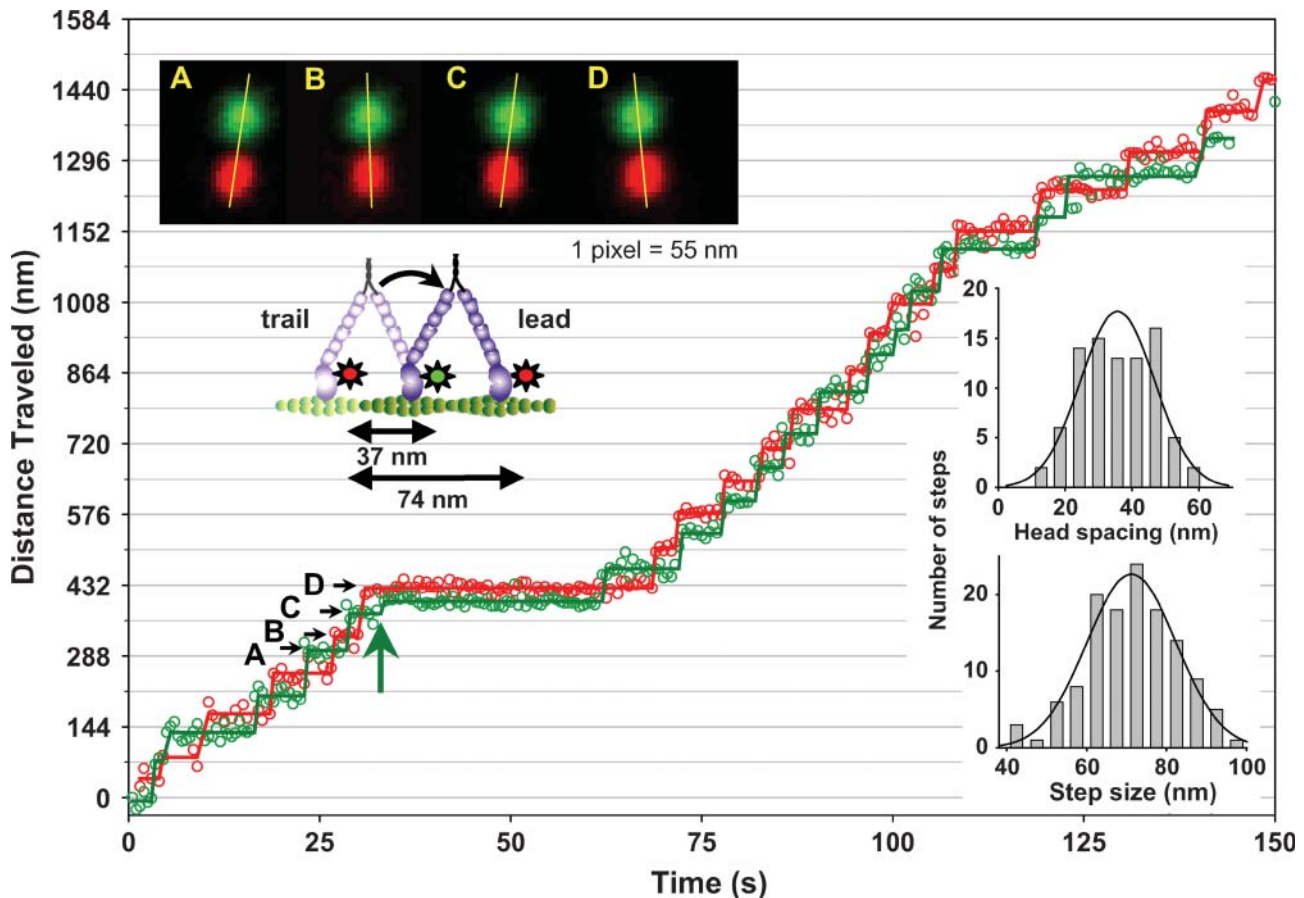 1584
1440
1296
1152
1008
864
720
576
432
288
144
0
Distance Traveled (nm)
A B C D
1 pixel = 55 nm
trail lead
37 nm
74 nm
D
C
B
A
20
15
10
5
0
0 20 40 60
Head spacing (nm)
Number of steps
20
10
0
40 60 80 100
Step size (nm)
0 25 50 75 100 125 150
Time (s)